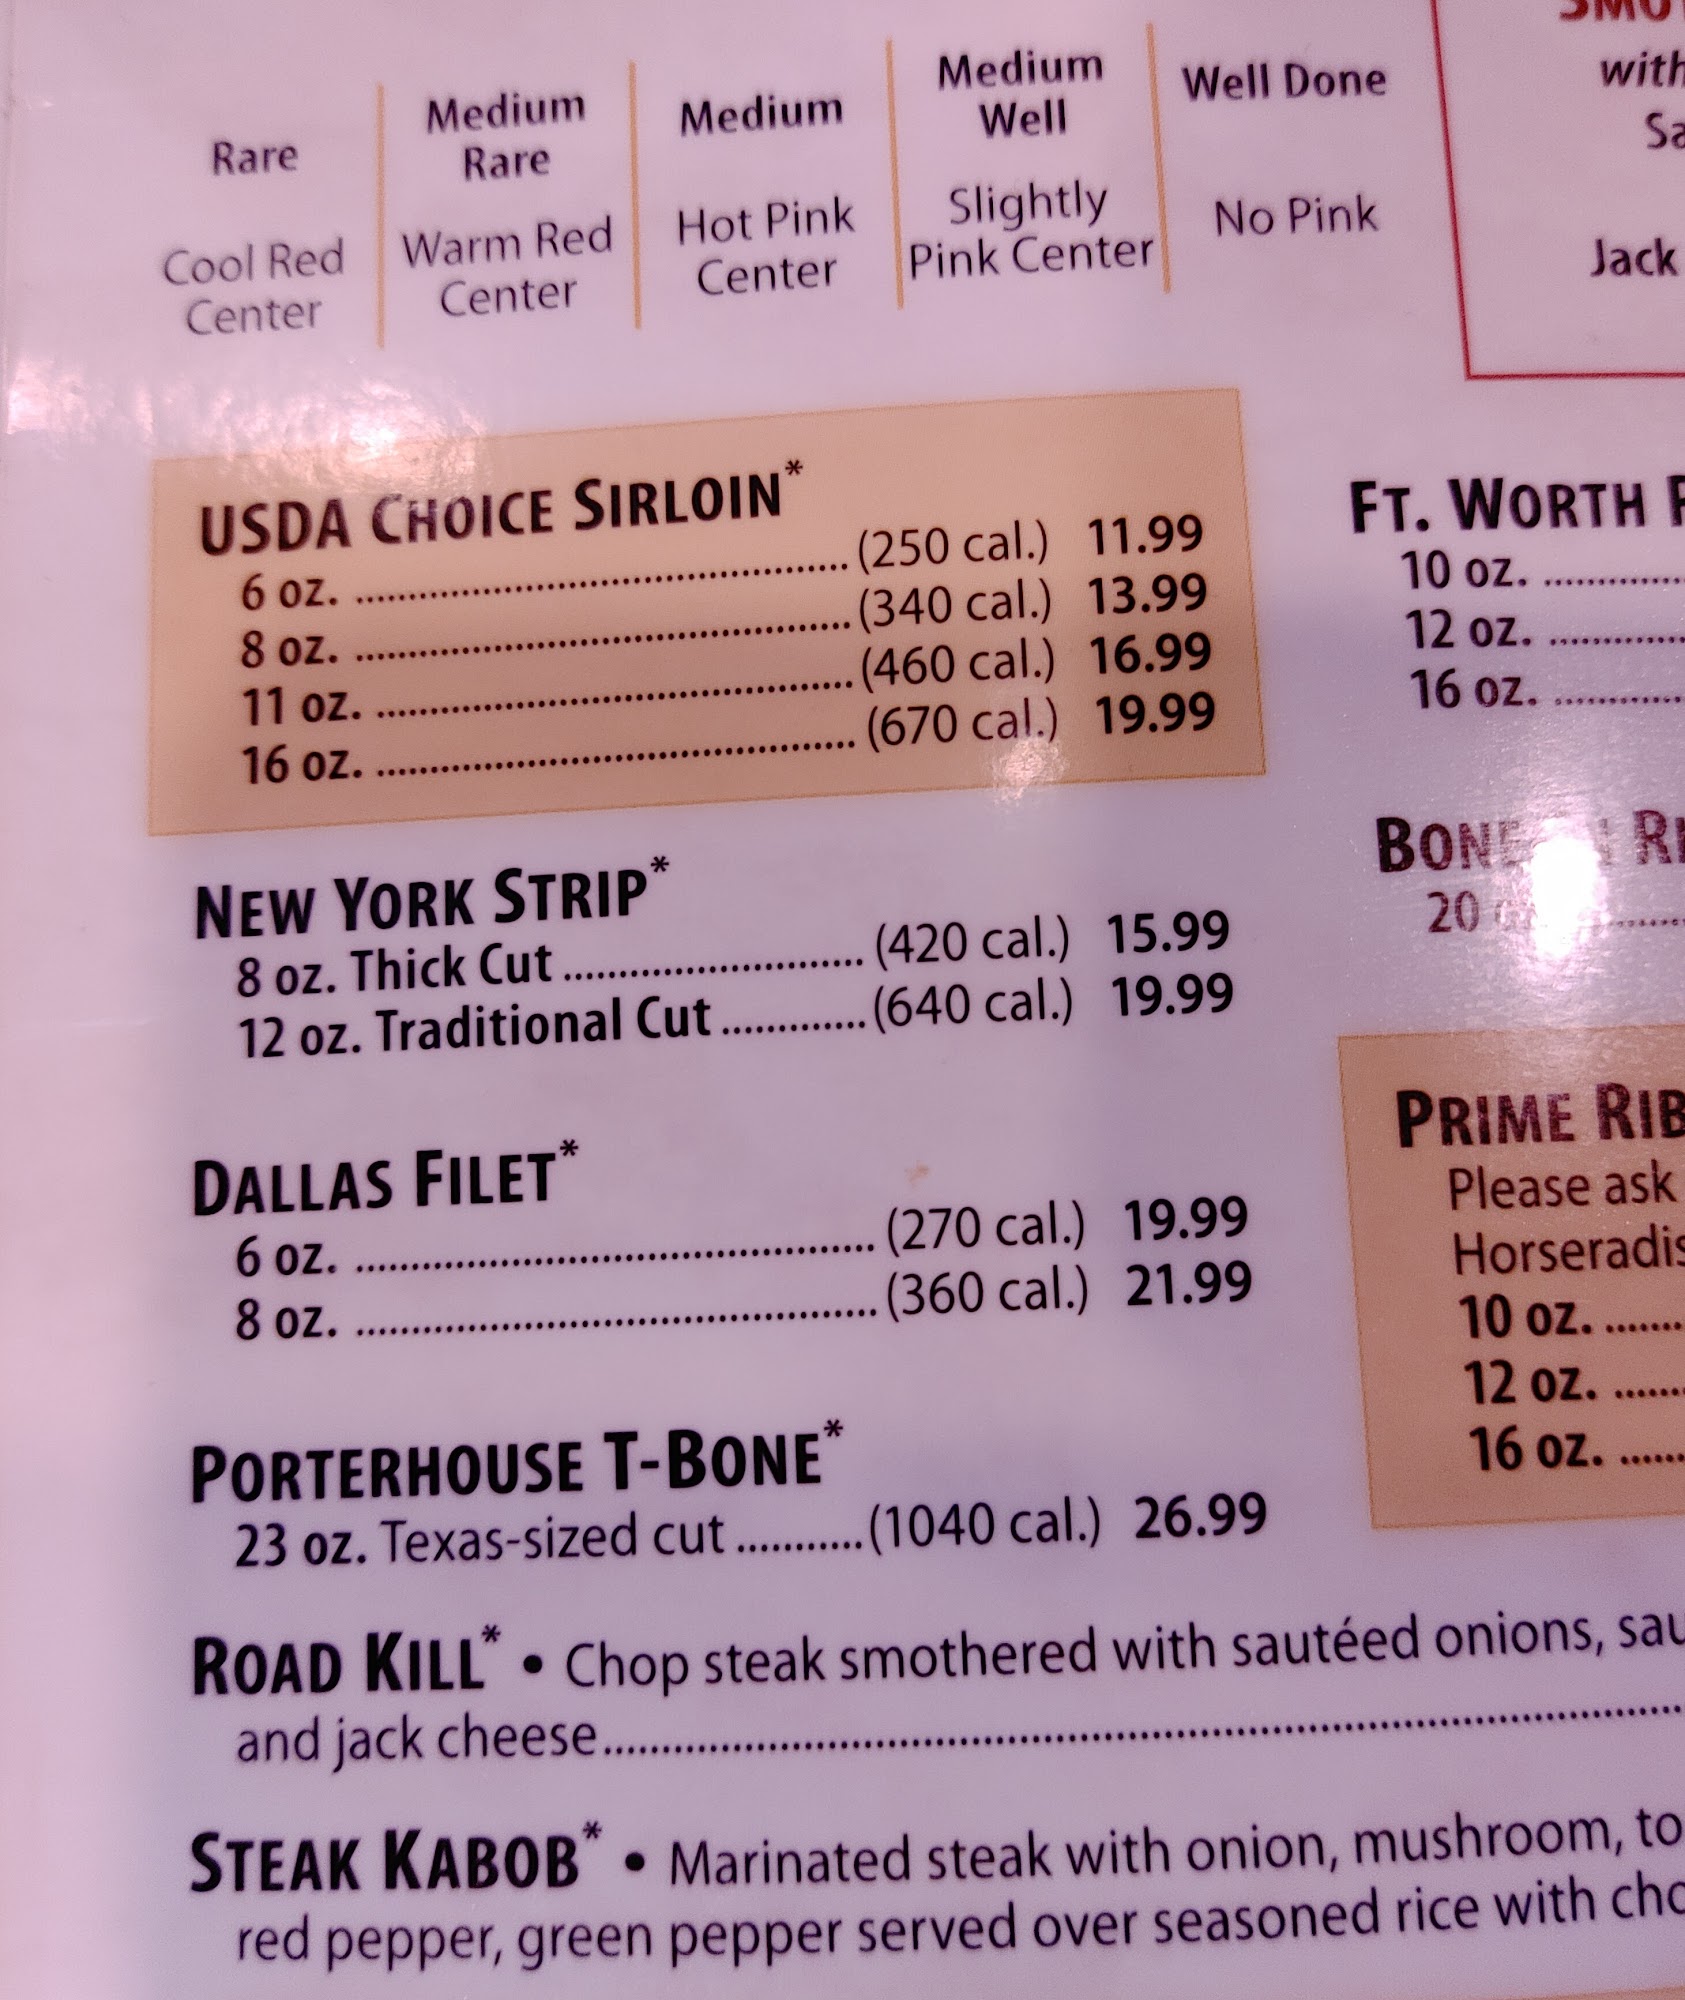 Rare
Cool Red
Center
Medium
Rare
Warm Red
Center
Medium
Hot Pink
Center
Medium
Well
Slightly
Pink Center
Well Done
No Pink
with
Jack
USDA CHOICE SIRLOIN*
6 oz. ............................................. (250 cal.) 11.99
8 oz. ............................................. (340 cal.) 13.99
11 oz. ............................................ (460 cal.) 16.99
16 oz. ............................................ (670 cal.) 19.99
NEW YORK STRIP*
8 oz. Thick Cut ........................... (420 cal.) 15.99
12 oz. Traditional Cut ............. (640 cal.) 19.99
DALLAS FILET*
6 oz. ............................................... (270 cal.) 19.99
8 oz. ............................................... (360 cal.) 21.99
PORTERHOUSE T-BONE*
23 oz. Texas-sized cut ........... (1040 cal.) 26.99
ROAD KILL* • Chop steak smothered with sautéed onions,
and jack cheese..........
STEAK KABOB* • Marinated steak with onion, mushroom,
red pepper, green pepper served over seasoned rice with
FT. WORTH
10 oz. ............
12 oz. ............
16 oz. ............
BONE
20
PRIME RIB
Please ask
10 oz. .......
12 oz. .......
16 oz. .......